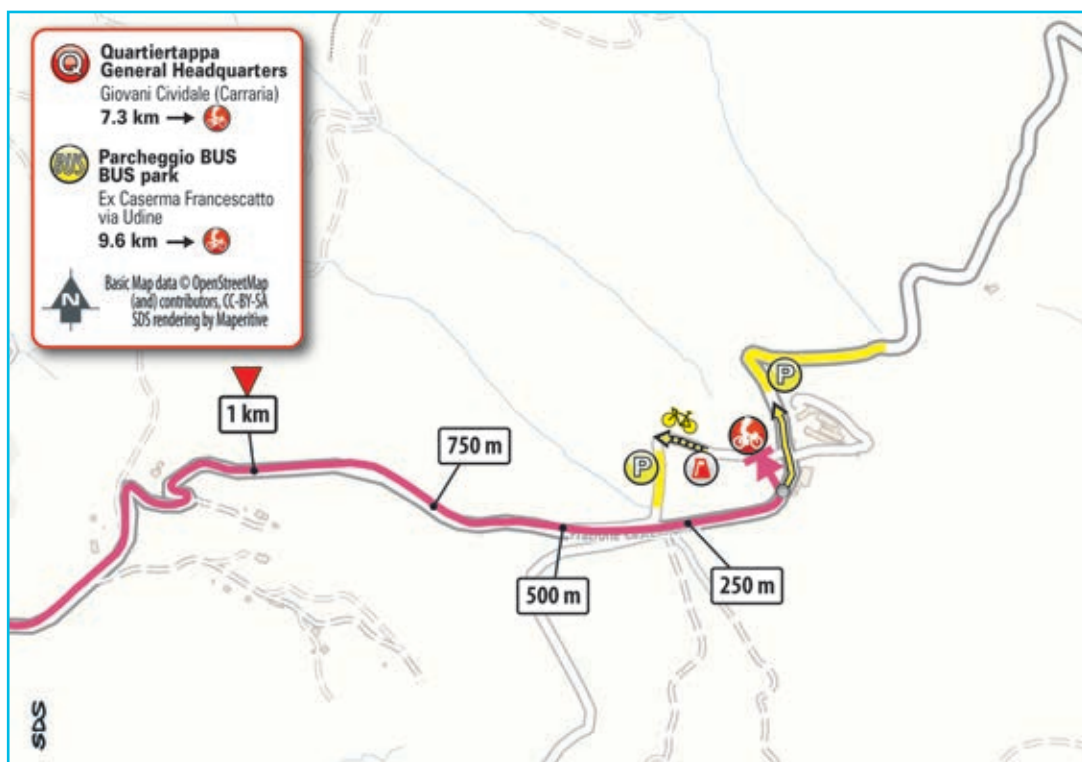 Q
Quartiertappa
General Headquarters
Giovani Cividale (Carraria)
7.3 km
BUS
Parcheggio BUS
BUS park
Ex Caserma Francescatto
via Udine
9.6 km
N
Basic Map data © OpenStreetMap
(and) contributors, CC-BY-SA
SDS rendering by Maperitive
1 km
750 m
P
P
500 m
250 m
SDS